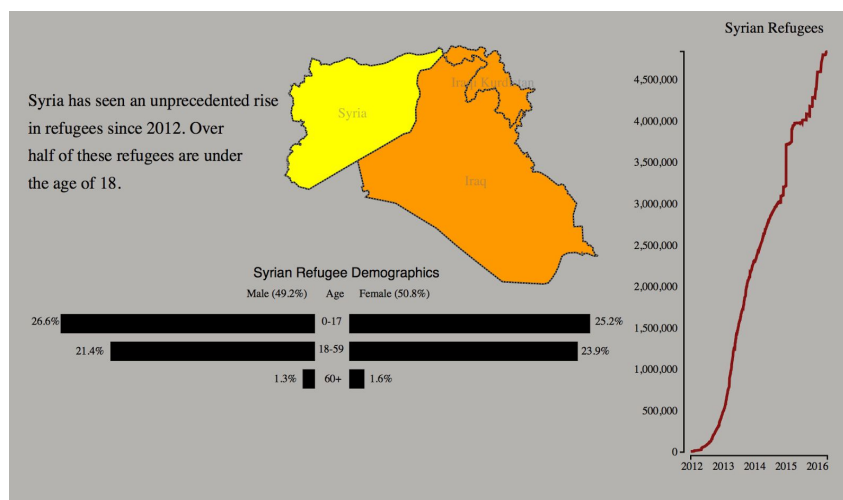 Syrian Refugees
Syria has seen an unprecedented rise
in refugees since 2012. Over
half of these refugees are under
the age of 18.
Syria
Iraqi Kurdistan
Iraq
Syrian Refugee Demographics
Male (49.2%) Age Female (50.8%)
26.6% 0-17 25.2%
21.4% 18-59 23.9%
1.3% 60+ 1.6%
4,500,000
4,000,000
3,500,000
3,000,000
2,500,000
2,000,000
1,500,000
1,000,000
500,000
0
2012 2013 2014 2015 2016